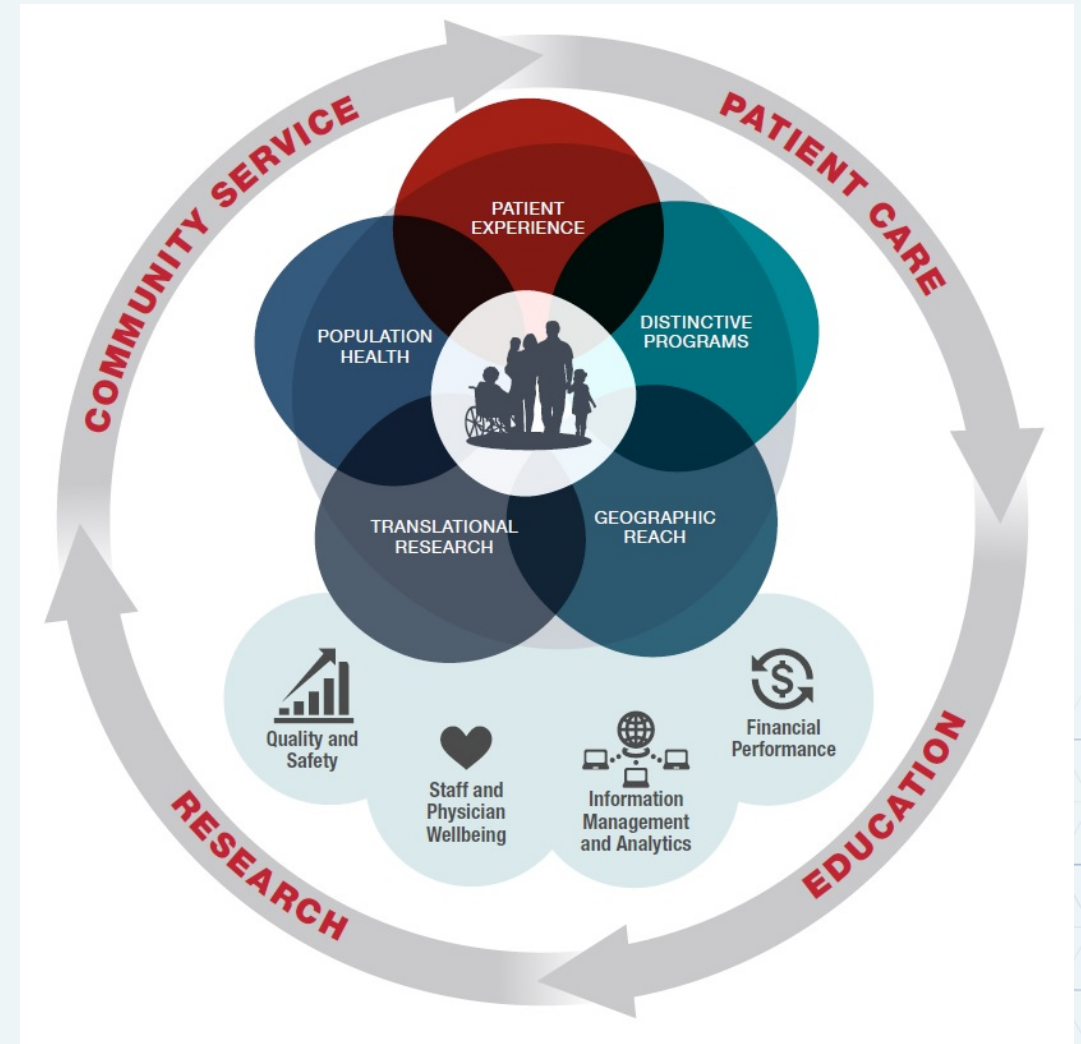 COMMUNITY SERVICE
PATIENT CARE
PATIENT
EXPERIENCE
POPULATION
HEALTH
DISTINCTIVE
PROGRAMS
TRANSLATIONAL
RESEARCH
GEOGRAPHIC
REACH
Quality and
Safety
Staff and
Physician
Wellbeing
Information
Management
and Analytics
Financial
Performance
RESEARCH
EDUCATION